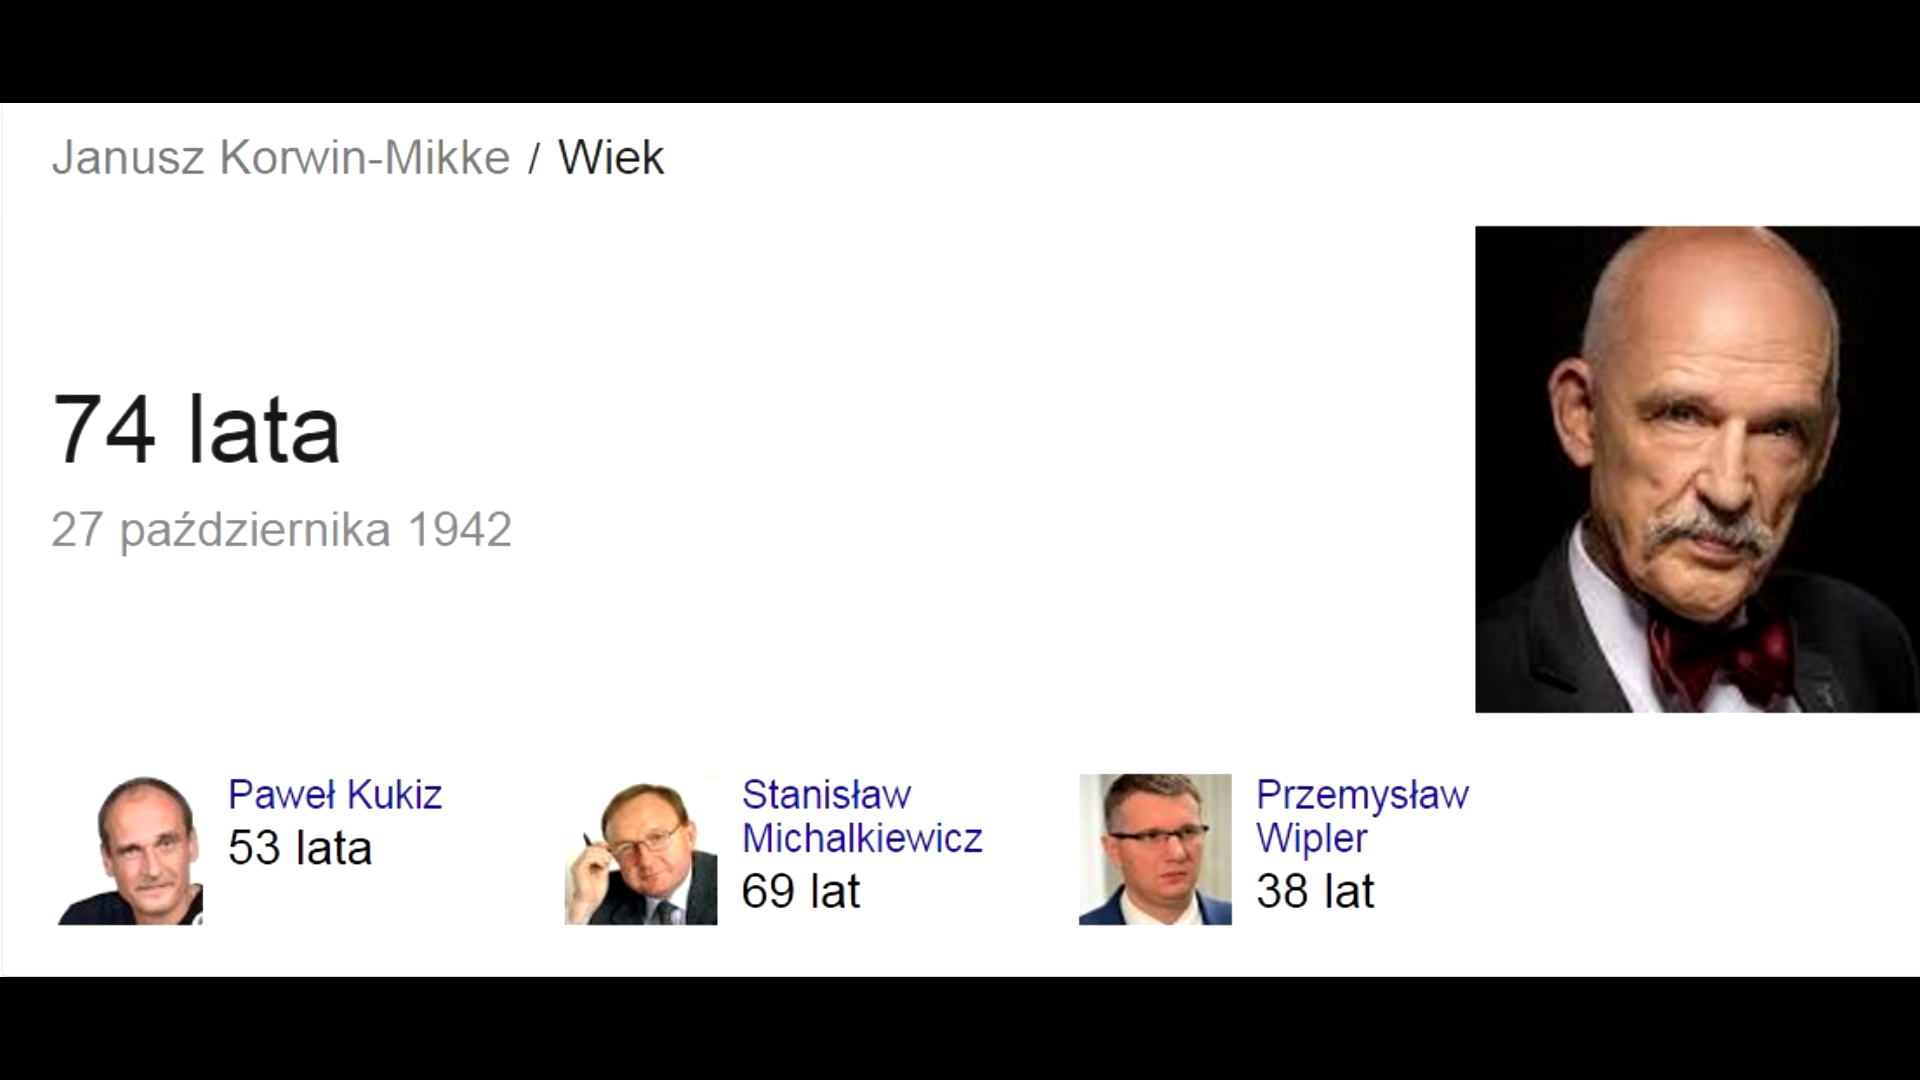 Janusz Korwin-Mikke / Wiek
74 lata
27 października 1942
Paweł Kukiz
53 lata
Stanisław
Michalkiewicz
69 lat
Przemysław
Wipler
38 lat